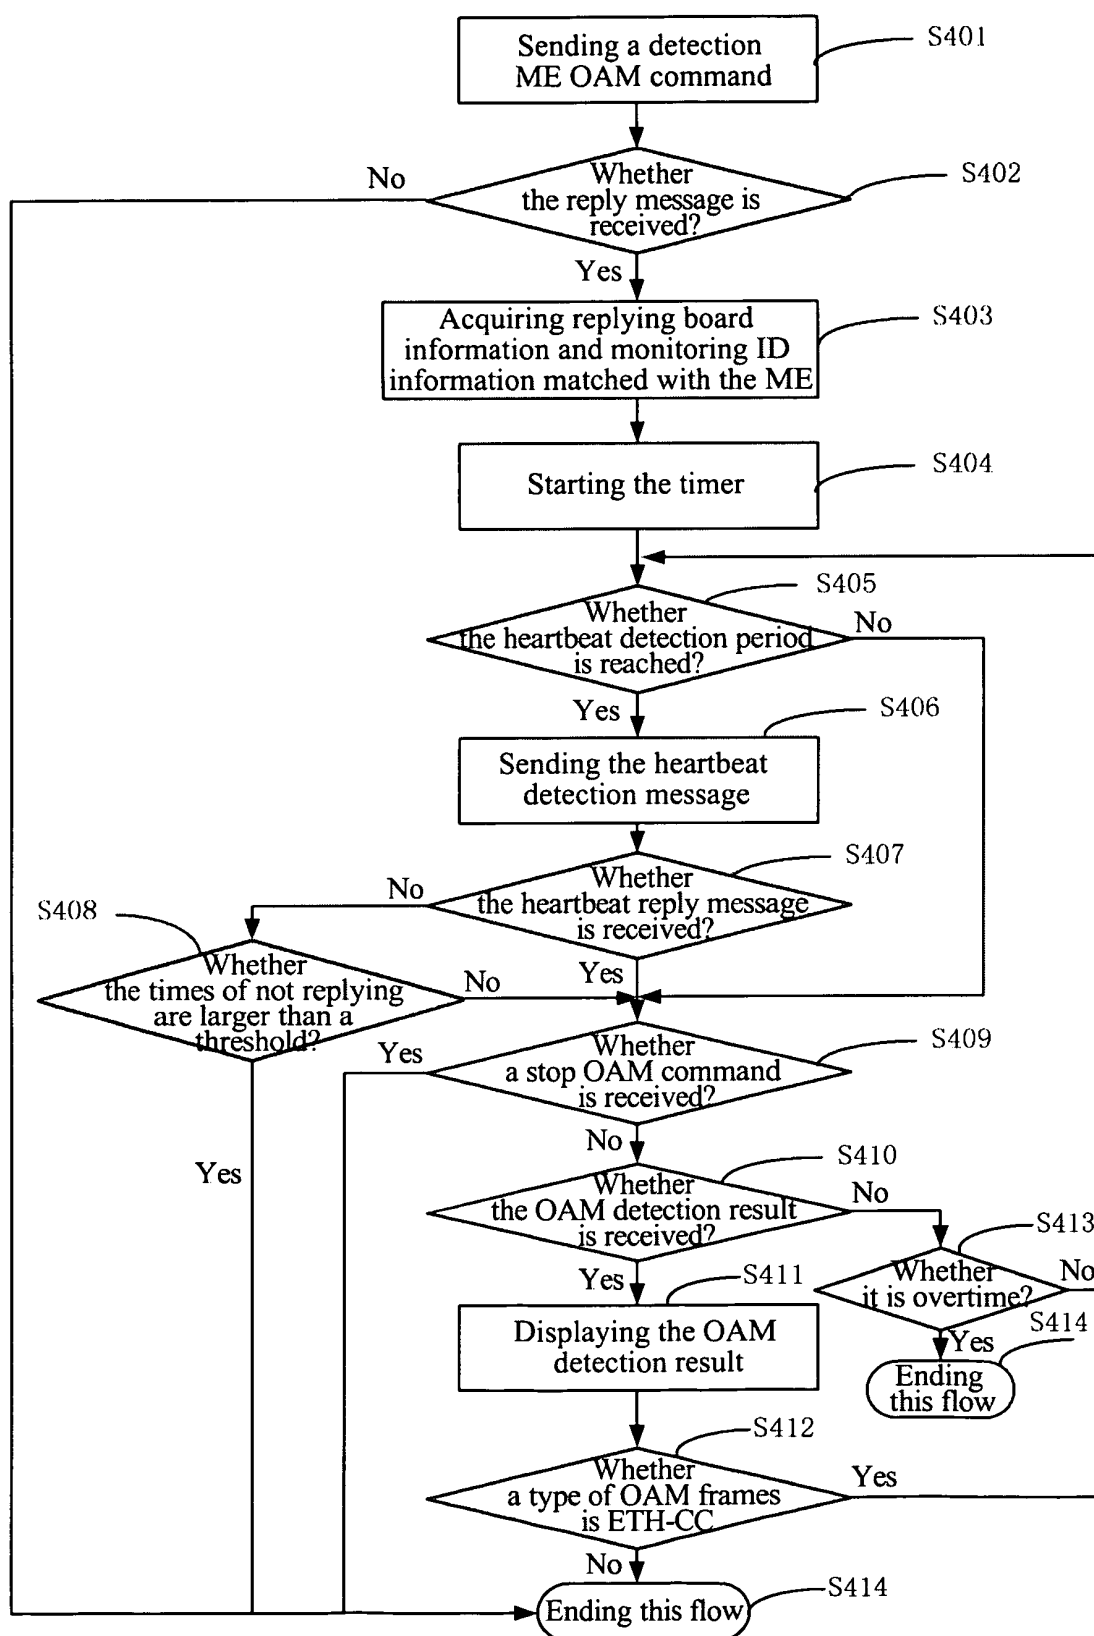 Sending a detection
ME OAM command
S401
No
Whether
the reply message is
received?
S402
Yes
Acquiring replying board
information and monitoring ID
information matched with the ME
S403
Starting the timer
S404
S405
Whether
the heartbeat detection period
is reached?
No
Yes
S406
Sending the heartbeat
detection message
S407
Whether
the heartbeat reply message
is received?
No
S408
Whether
the times of not replying
are larger than a
threshold?
No
Yes
Yes
S409
Whether
a stop OAM command
is received?
Yes
No
S410
Whether
the OAM detection result
is received?
No
Yes
S413
Whether
it is overtime?
No
Yes
S414
Ending
this flow
S411
Displaying the OAM
detection result
S412
Whether
a type of OAM frames
is ETH-CC
Yes
No
S414
Ending this flow